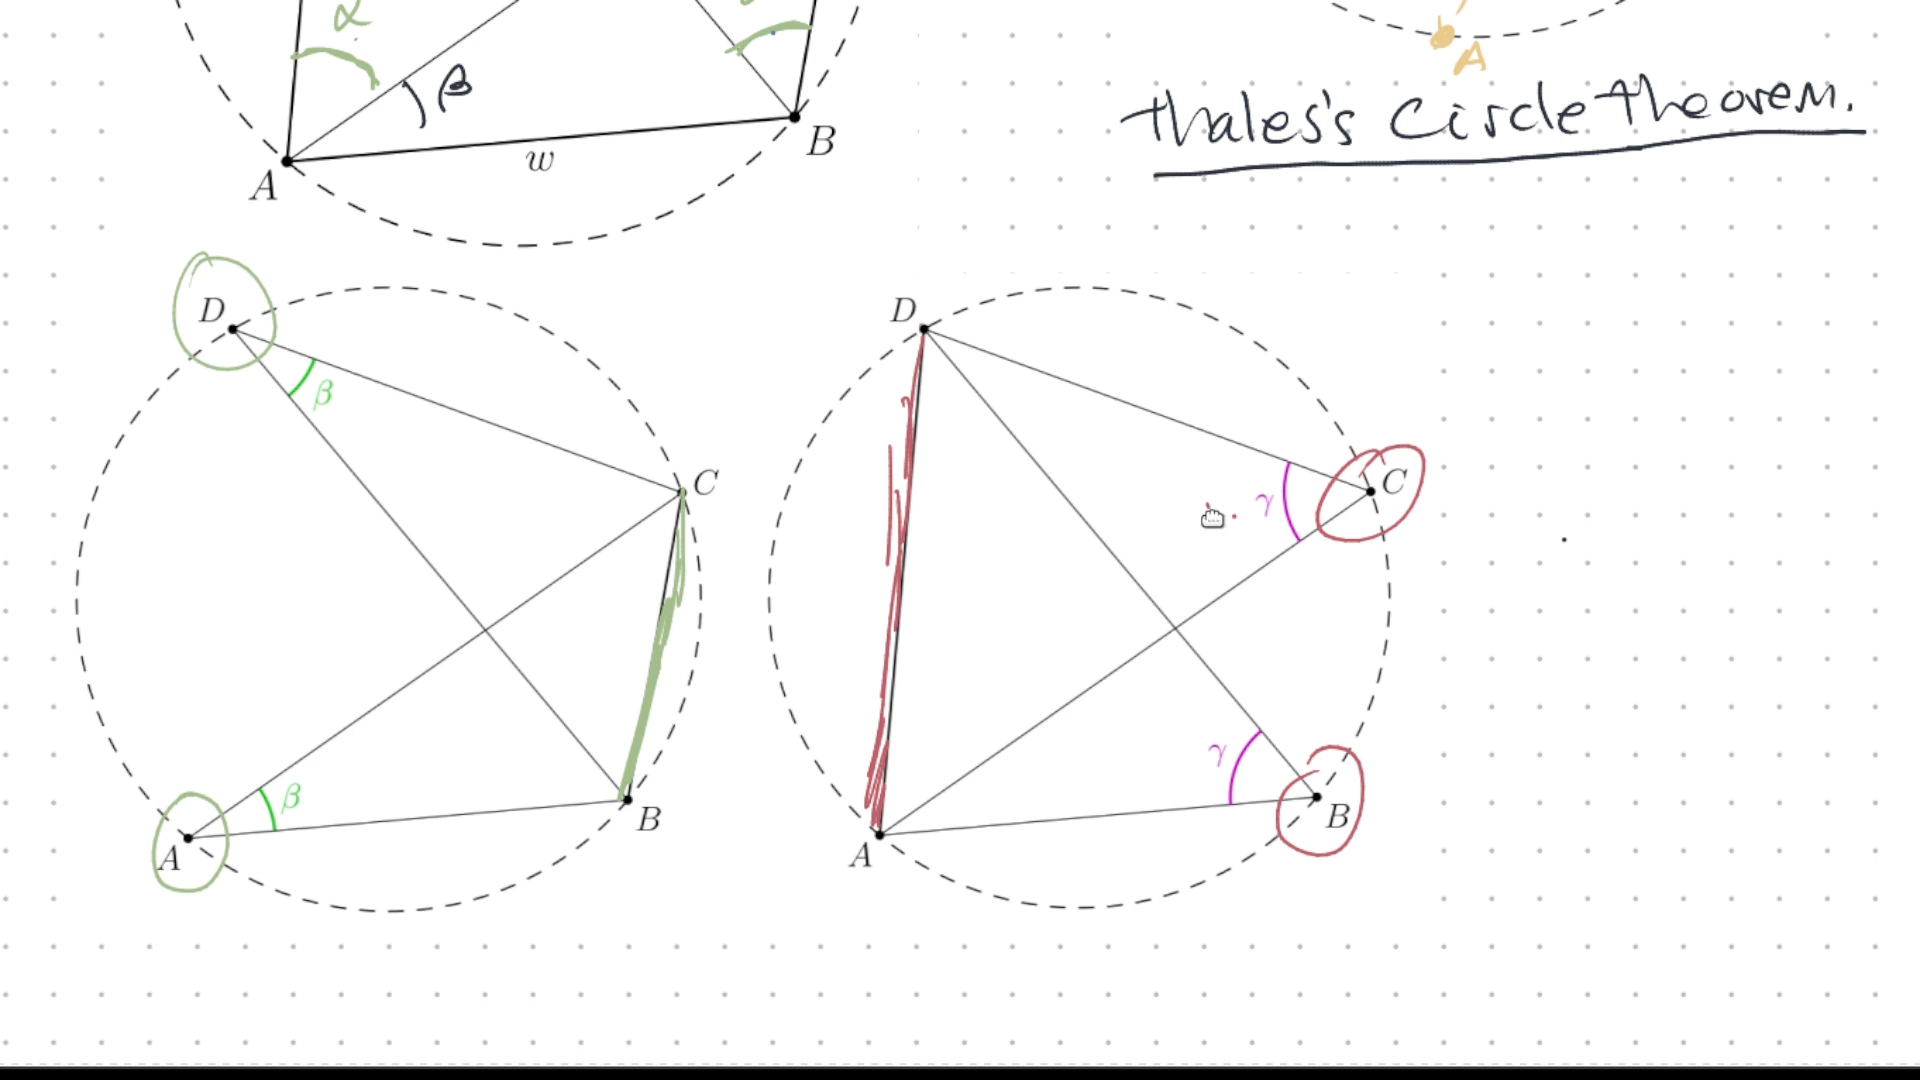 α
β
A
w
B
A
Thales's Circle Theorem.
D
β
C
β
A
B
D
γ
C
γ
A
B